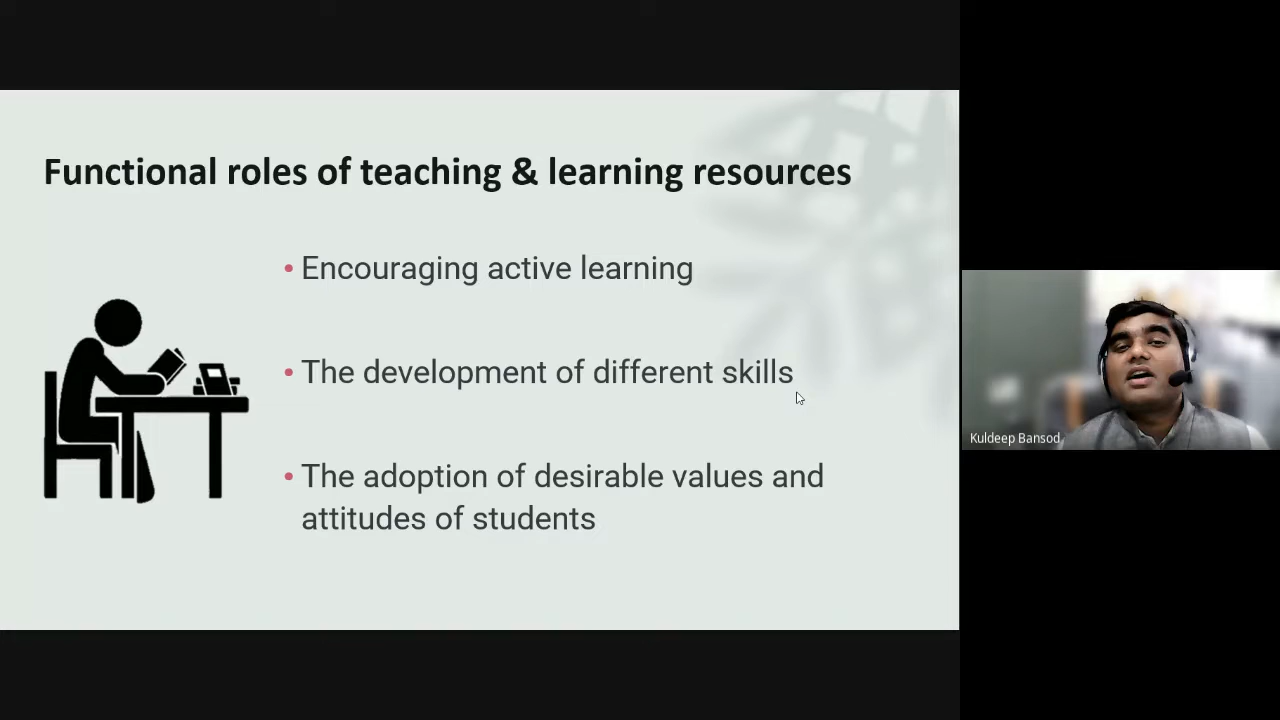 Functional roles of teaching & learning resources
• Encouraging active learning
• The development of different skills
• The adoption of desirable values and
attitudes of students
Kuldeep Bansod